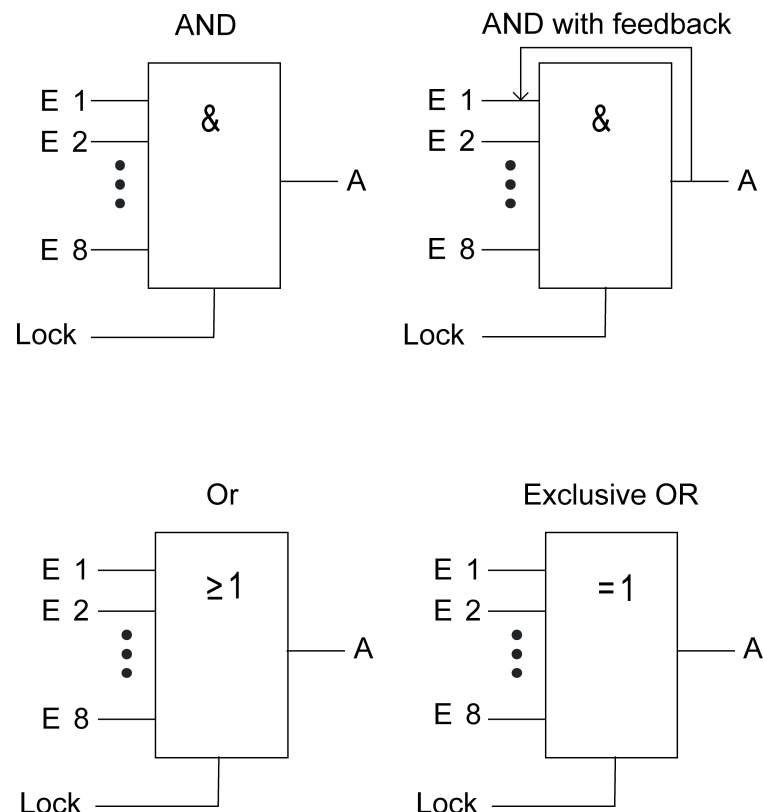 AND
E 1
&
E 2
A
E 8
Lock
AND with feedback
E 1
&
E 2
A
E 8
Lock
Or
E 1
≥1
E 2
A
E 8
Lock
Exclusive OR
E 1
=1
E 2
A
E 8
Lock